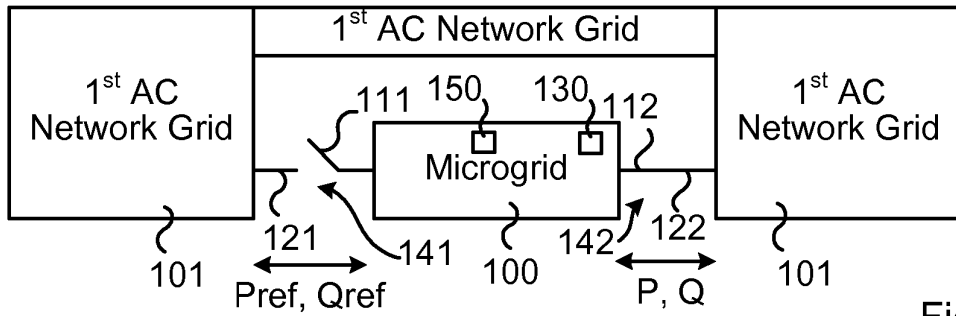 1st AC Network Grid
1st AC
Network Grid
111
150
130
112
1st AC
Network Grid
Microgrid
121
141
142
122
101
100
101
Pref, Qref
P, Q